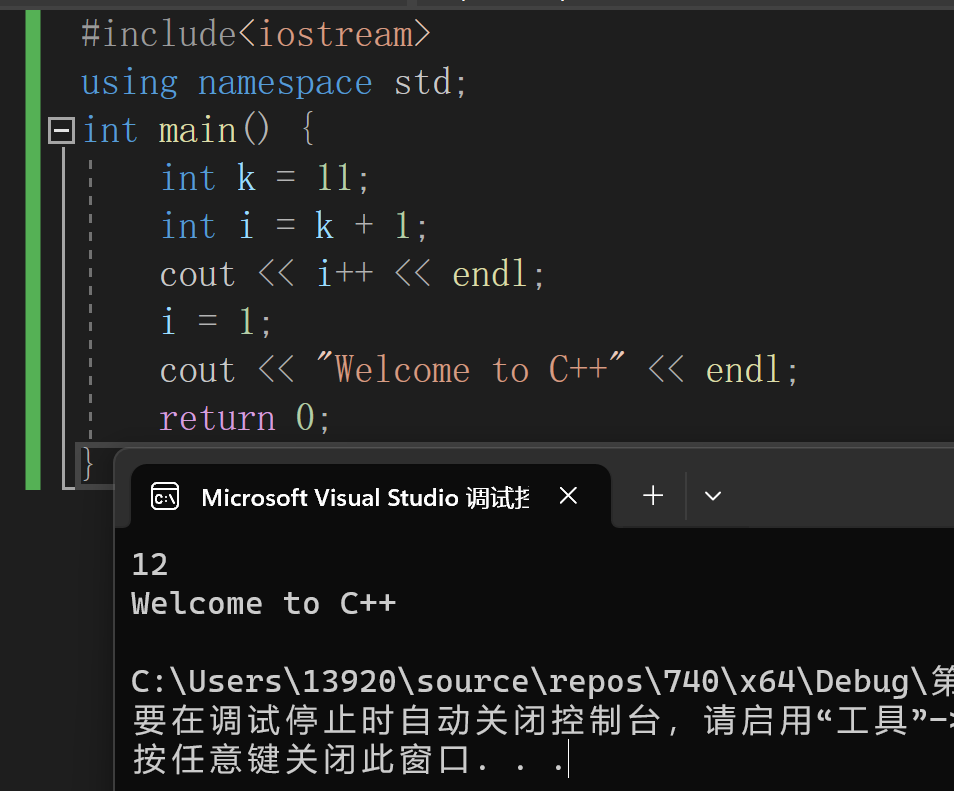 #include<iostream>
using namespace std;
int main() {
int k = 11;
int i = k + 1;
cout << i++ << endl;
i = 1;
cout << "Welcome to C++" << endl;
return 0;
}
Microsoft Visual Studio 调试
12
Welcome to C++
C:\Users\13920\source\repos\740\x64\Debug\第
要在调试停止时自动关闭控制台，请启用“工具”->
按任意键关闭此窗口. . .